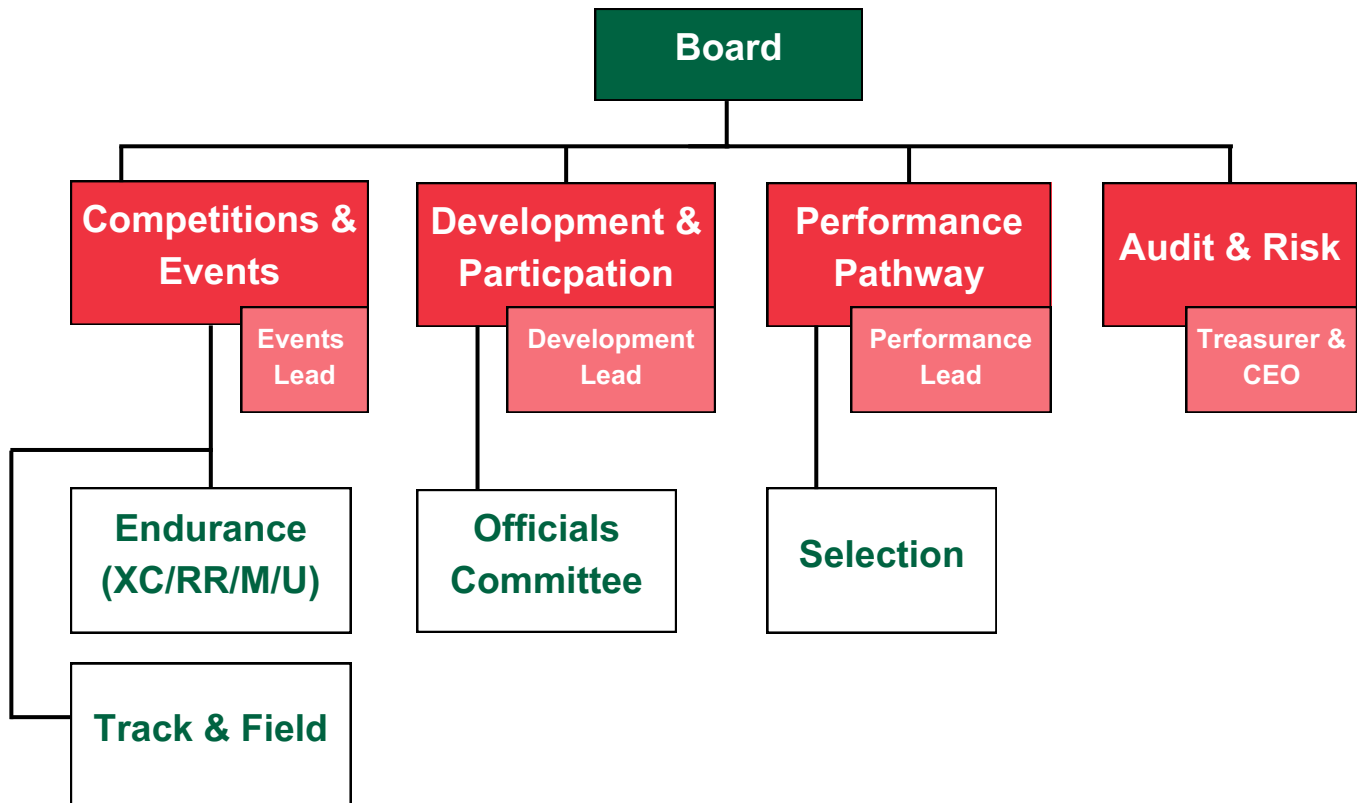 Board
Competitions &
Events
Events
Lead
Development &
Particpation
Development
Lead
Performance
Pathway
Performance
Lead
Audit & Risk
Treasurer &
CEO
Endurance
(XC/RR/M/U)
Officials
Committee
Selection
Track & Field